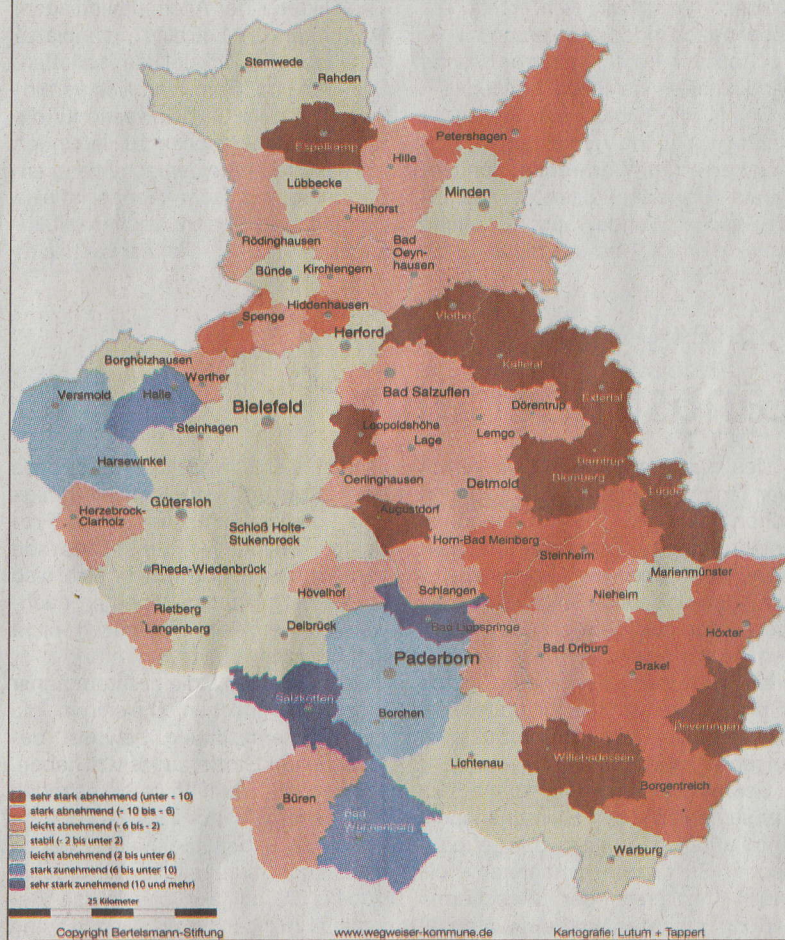 Stemwede
Rahden
Espelkamp
Petershagen
Hille
Lübbecke
Minden
Hüllhorst
Rödinghausen
Bad
Oeyn-
hausen
Bünde
Kirchlengern
Hiddenhausen
Vlotho
Spenge
Herford
Borgholzhausen
Kalletal
Werther
Versmold
Halle
Bad Salzuflen
Extertal
Bielefeld
Dörentrup
Steinhagen
Leopoldshöhe
Lemgo
Lage
Barntrup
Harsewinkel
Oerlinghausen
Blomberg
Lügde
Detmold
Gütersloh
Herzebrock-
Clarholz
Augustdorf
Schloß Holte-
Stukenbrock
Horn-Bad Meinberg
Steinheim
Rheda-Wiedenbrück
Marienmünster
Hövelhof
Schlangen
Nieheim
Rietberg
Langenberg
Delbrück
Bad Lippspringe
Höxter
Bad Driburg
Paderborn
Brakel
Salzkotten
Borchen
Beverungen
Lichtenau
Willebadessen
Borgentreich
Büren
Bad
Wünnenberg
Warburg
sehr stark abnehmend (unter - 10)
stark abnehmend (- 10 bis - 6)
leicht abnehmend (- 6 bis - 2)
stabil (- 2 bis unter 2)
leicht abnehmend (2 bis unter 6)
stark zunehmend (6 bis unter 10)
sehr stark zunehmend (10 und mehr)
25 Kilometer
Copyright Bertelsmann-Stiftung
www.wegweiser-kommune.de
Kartografie: Lutum + Tappert